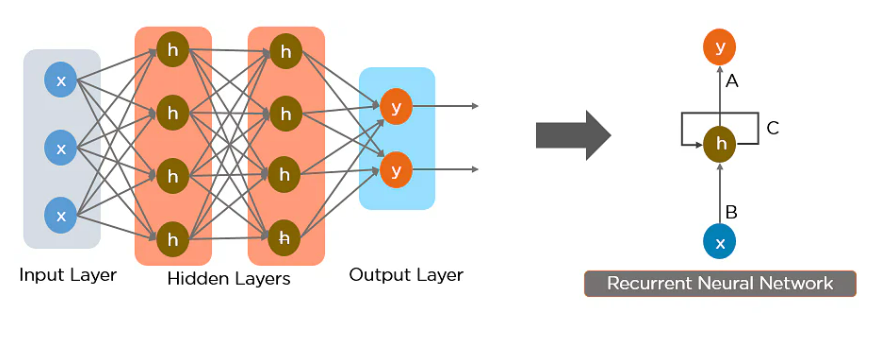 x
x
x
h
h
h
h
h
h
h
h
y
y
Input Layer
Hidden Layers
Output Layer
y
A
C
h
B
x
Recurrent Neural Network